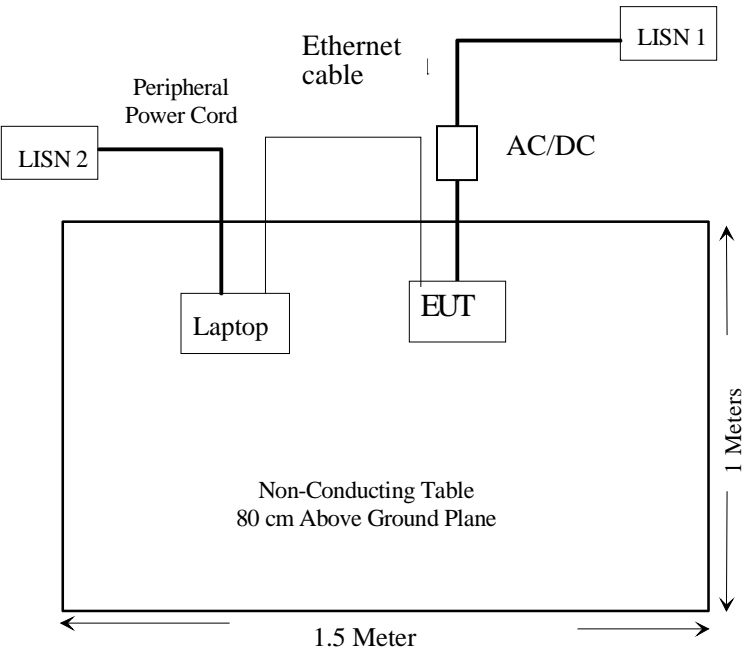 LISN 1
Ethernet
cable
Peripheral
Power Cord
AC/DC
LISN 2
EUT
Laptop
1 Meters
Non-Conducting Table
80 cm Above Ground Plane
1.5 Meter